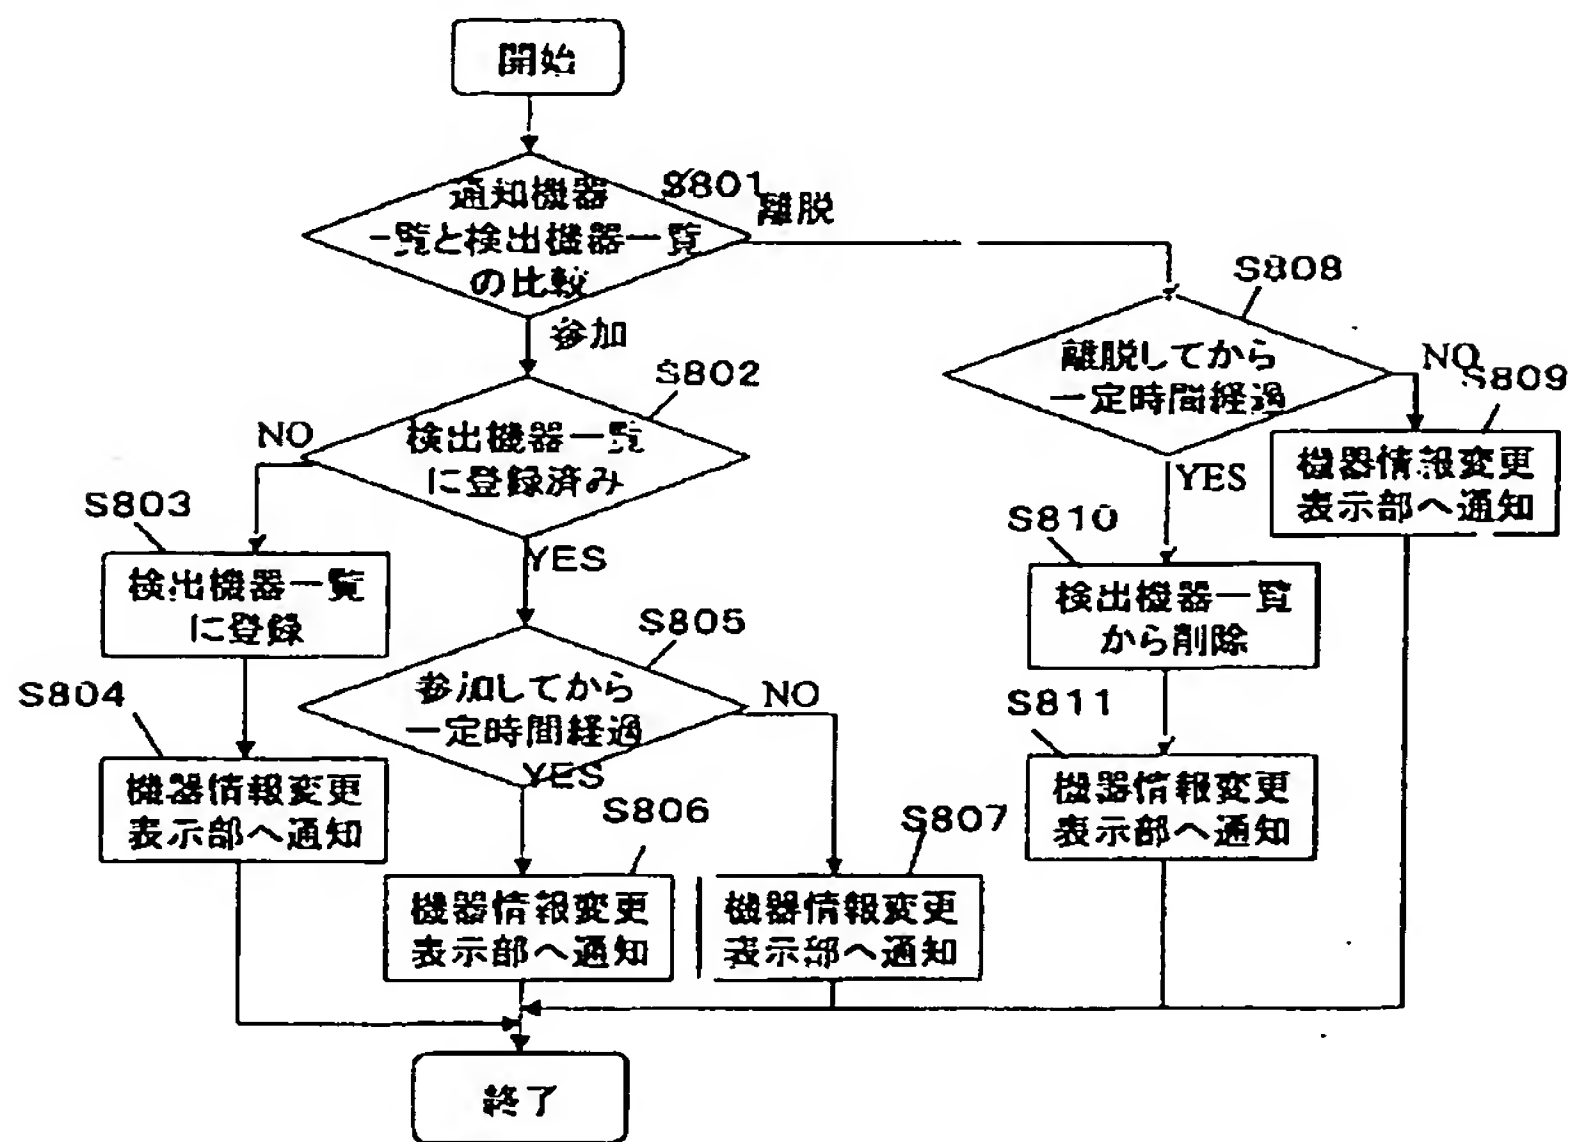 開始
S801
通知機器
一覧と検出機器一覧
の比較
離脱
参加
S802
検出機器一覧
に登録済み
NO
YES
S803
検出機器一覧
に登録
S804
機器情報変更
表示部へ通知
S805
参加してから
一定時間経過
NO
YES
S806
機器情報変更
表示部へ通知
S807
機器情報変更
表示部へ通知
S808
離脱してから
一定時間経過
NO
YES
S809
機器情報変更
表示部へ通知
S810
検出機器一覧
から削除
S811
機器情報変更
表示部へ通知
終了